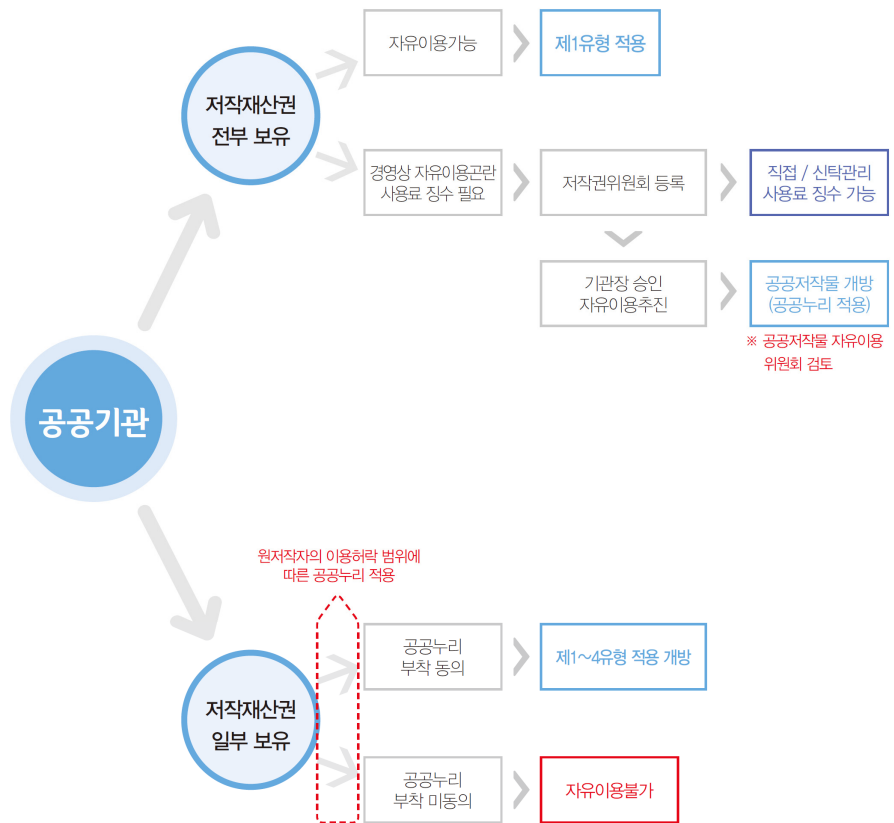 자유이용가능
제1유형 적용
저작재산권
전부 보유
경영상 자유이용곤란
사용료 징수 필요
저작권위원회 등록
직접 / 신탁관리
사용료 징수 가능
기관장 승인
자유이용추진
공공저작물 개방
(공공누리 적용)
※ 공공저작물 자유이용
위원회 검토
공공기관
원저작자의 이용허락 범위에
따른 공공누리 적용
저작재산권
일부 보유
공공누리
부착 동의
제1~4유형 적용 개방
공공누리
부착 미동의
자유이용불가